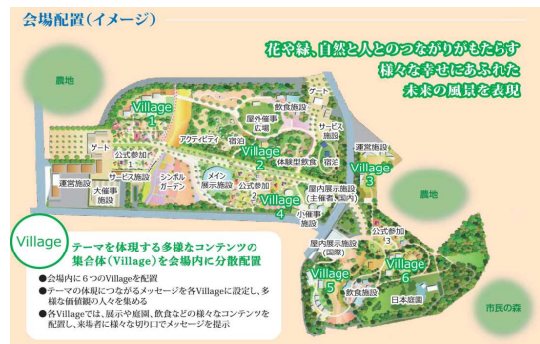 会場配置(イメージ)
花や緑、自然と人とのつながりがもたらす
様々な幸せにあふれた
未来の風景を表現
農地
Village
1
ゲート
飲食施設
屋外催事
広場
サービス
施設
アクティビティ
宿泊
Village
2
体験型飲食
宿泊
運営施設
Village
3
ゲート
公式参加
1
サービス施設
運営施設
大催事
施設
シンボル
ガーデン
メイン
展示施設
公式参加
2
Village
4
屋内展示施設
(主催者、国内)
小催事
施設
農地
公式参加
3
屋内展示施設
(国際)
Village
5
Village
6
飲食施設
日本庭園
市民の森
Village
テーマを体現する多様なコンテンツの
集合体(Village)を会場内に分散配置
●会場内に6つのVillageを配置
●テーマの体現につながるメッセージを各Villageに設定し、多
様な価値観の人々を集める
●各Villageでは、展示や庭園、飲食などの様々なコンテンツを
配置し、来場者に様々な切り口でメッセージを提示